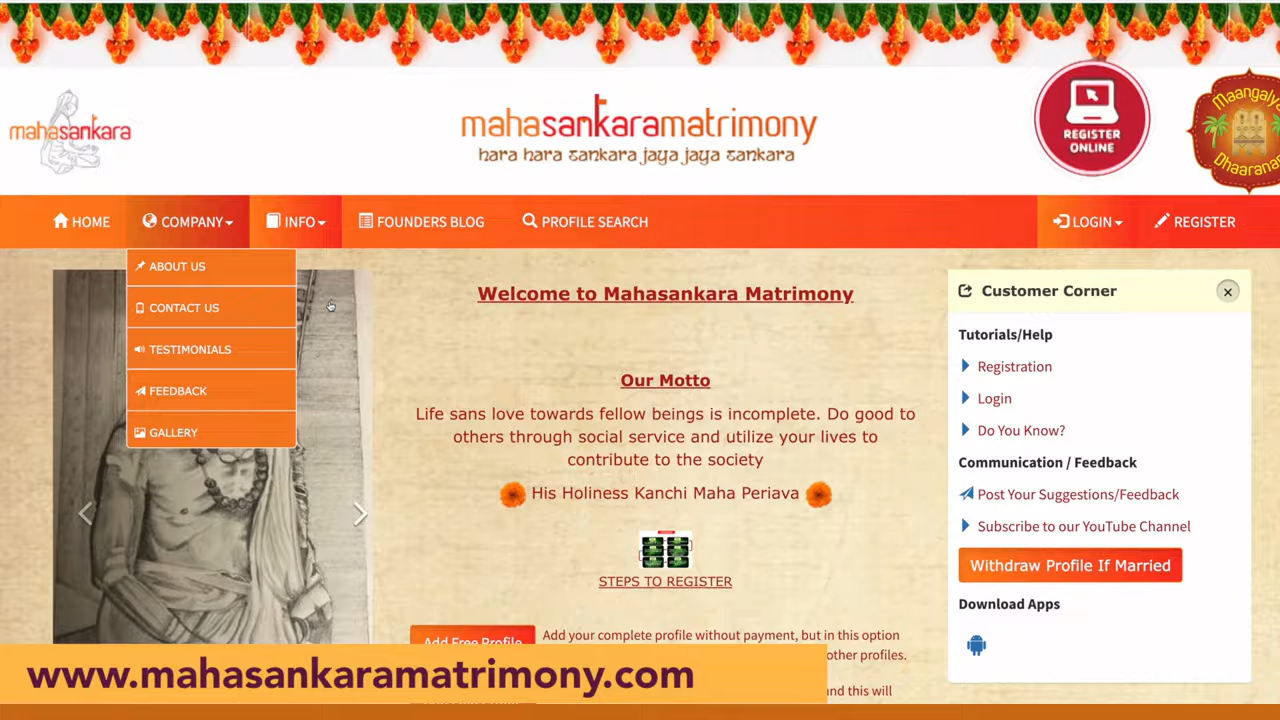 mahasankara
mahasankaramatrimony
hara hara sankara jaya jaya sankara
REGISTER
ONLINE
Maangalya
Dhaaranam
HOME
COMPANY
INFO
FOUNDERS BLOG
PROFILE SEARCH
LOGIN
REGISTER
ABOUT US
CONTACT US
TESTIMONIALS
FEEDBACK
GALLERY
Welcome to Mahasankara Matrimony
Our Motto
Life sans love towards fellow beings is incomplete. Do good to
others through social service and utilize your lives to
contribute to the society
His Holiness Kanchi Maha Periava
STEPS TO REGISTER
Add Free Profile
Add your complete profile without payment, but in this option
other profiles.
and this will
Customer Corner
Tutorials/Help
Registration
Login
Do You Know?
Communication / Feedback
Post Your Suggestions/Feedback
Subscribe to our YouTube Channel
Withdraw Profile If Married
Download Apps
www.mahasankaramatrimony.com